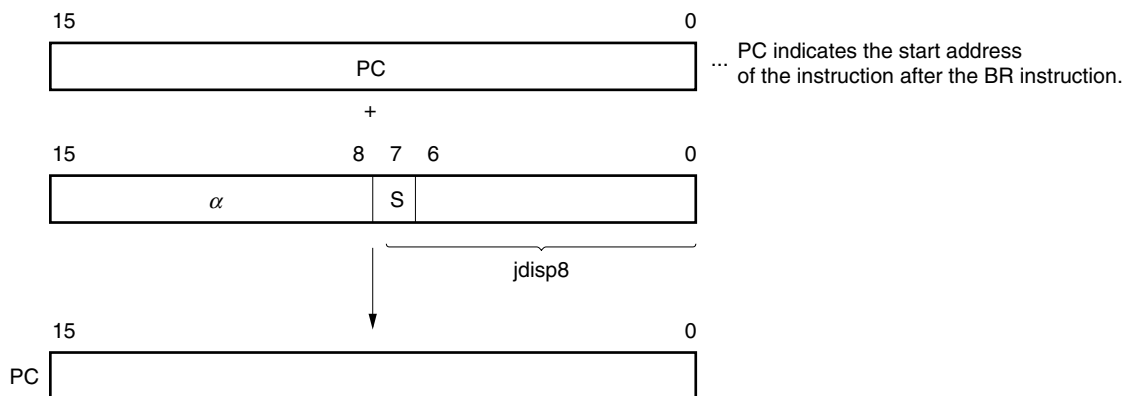 15 0
PC
... PC indicates the start address
of the instruction after the BR instruction.
+
15 8 7 6 0
α S
jdisp8
15 0
PC